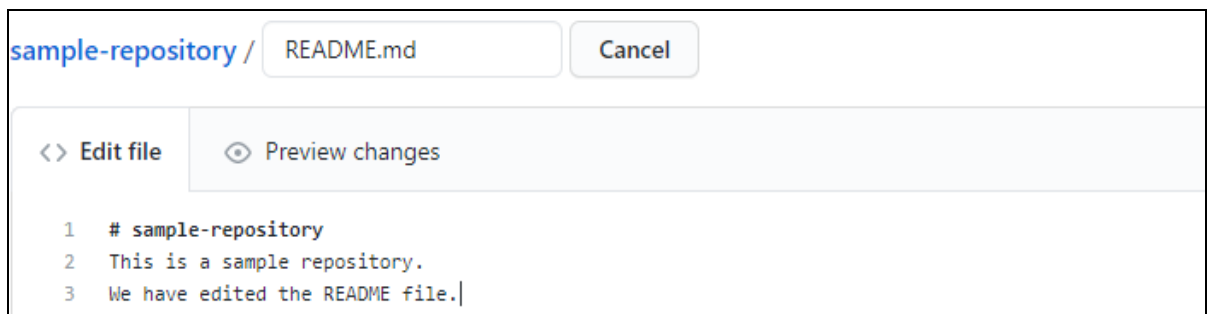 sample-repository / README.md Cancel
<> Edit file Preview changes
1 # sample-repository
2 This is a sample repository.
3 We have edited the README file.